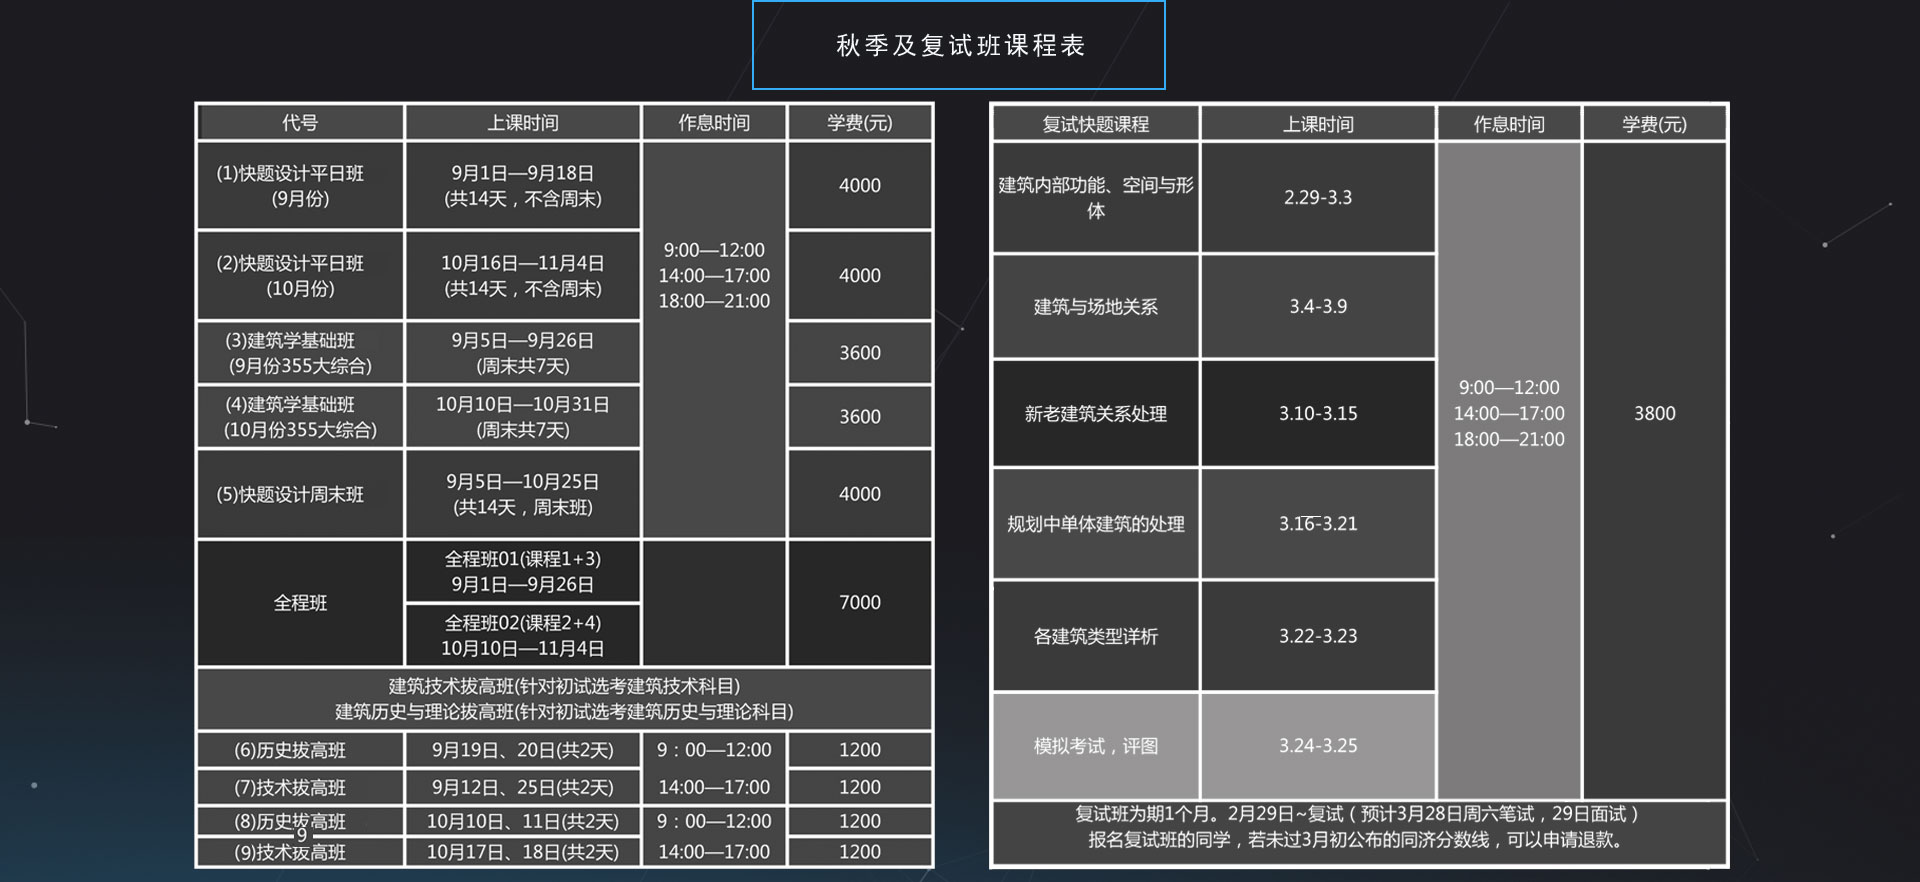 秋季及复试班课程表
代号 上课时间 作息时间 学费(元)
(1)快题设计平日班
(9月份)
9月1日—9月18日
(共14天，不含周末)
9:00—12:00
14:00—17:00
18:00—21:00
4000
(2)快题设计平日班
(10月份)
10月16日—11月4日
(共14天，不含周末)
4000
(3)建筑学基础班
(9月份355大综合)
9月5日—9月26日
(周末共7天)
3600
(4)建筑学基础班
(10月份355大综合)
10月10日—10月31日
(周末共7天)
3600
(5)快题设计周末班
9月5日—10月25日
(共14天，周末班)
4000
全程班
全程班01(课程1+3)
9月1日—9月26日
全程班02(课程2+4)
10月10日—11月4日
7000
建筑技术拔高班(针对初试选考建筑技术科目)
建筑历史与理论拔高班(针对初试选考建筑历史与理论科目)
(6)历史拔高班 9月19日、20日(共2天) 9：00—12:00 1200
(7)技术拔高班 9月12日、25日(共2天) 14:00—17:00 1200
(8)历史拔高班 10月10日、11日(共2天) 9：00—12:00 1200
9
(9)技术拔高班 10月17日、18日(共2天) 14:00—17:00 1200
复试快题课程 上课时间 作息时间 学费(元)
建筑内部功能、空间与形
体
2.29-3.3
建筑与场地关系 3.4-3.9
新老建筑关系处理 3.10-3.15
9:00—12:00
14:00—17:00
18:00—21:00
3800
规划中单体建筑的处理 3.16-3.21
各建筑类型详析 3.22-3.23
模拟考试，评图 3.24-3.25
复试班为期1个月。2月29日~复试（预计3月28日周六笔试，29日面试）
报名复试班的同学，若未过3月初公布的同济分数线，可以申请退款。